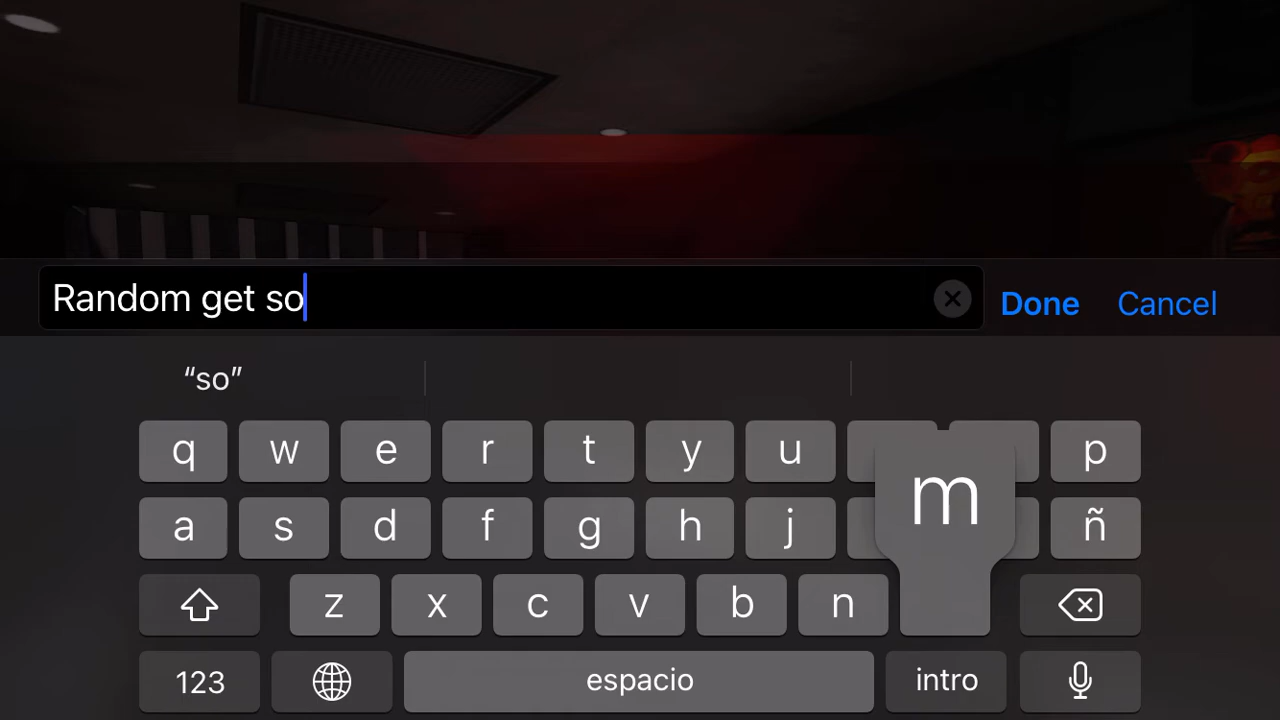 Random get so
Done
Cancel
“so”
q w e r t y u p
m
a s d f g h j ñ
z x c v b n
123
espacio
intro